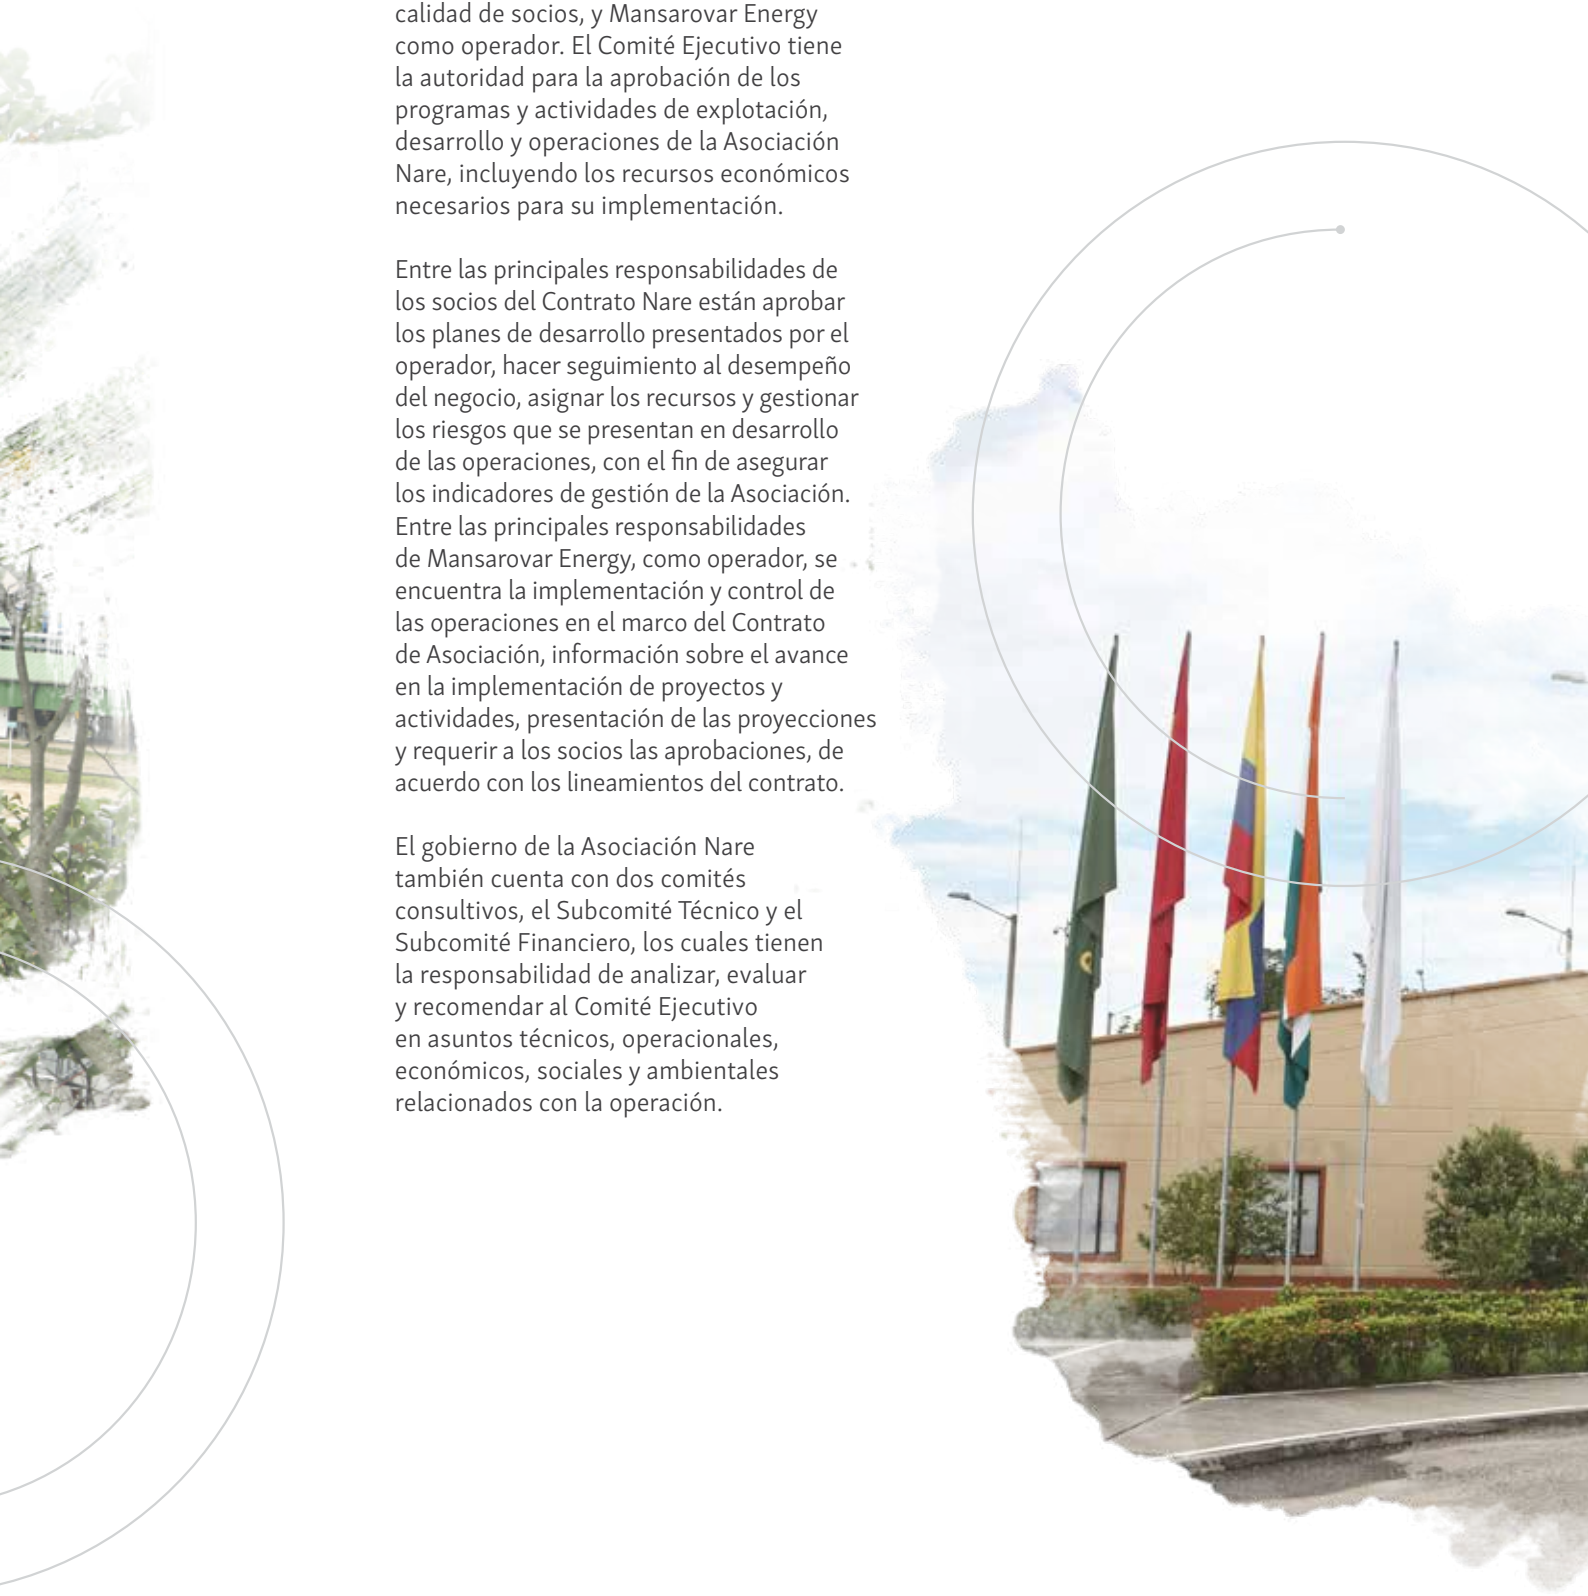 calidad de socios, y Mansarovar Energy
como operador. El Comité Ejecutivo tiene
la autoridad para la aprobación de los
programas y actividades de explotación,
desarrollo y operaciones de la Asociación
Nare, incluyendo los recursos económicos
necesarios para su implementación.
Entre las principales responsabilidades de
los socios del Contrato Nare están aprobar
los planes de desarrollo presentados por el
operador, hacer seguimiento al desempeño
del negocio, asignar los recursos y gestionar
los riesgos que se presentan en desarrollo
de las operaciones, con el fin de asegurar
los indicadores de gestión de la Asociación.
Entre las principales responsabilidades
de Mansarovar Energy, como operador, se
encuentra la implementación y control de
las operaciones en el marco del Contrato
de Asociación, información sobre el avance
en la implementación de proyectos y
actividades, presentación de las proyecciones
y requerir a los socios las aprobaciones, de
acuerdo con los lineamientos del contrato.
El gobierno de la Asociación Nare
también cuenta con dos comités
consultivos, el Subcomité Técnico y el
Subcomité Financiero, los cuales tienen
la responsabilidad de analizar, evaluar
y recomendar al Comité Ejecutivo
en asuntos técnicos, operacionales,
económicos, sociales y ambientales
relacionados con la operación.